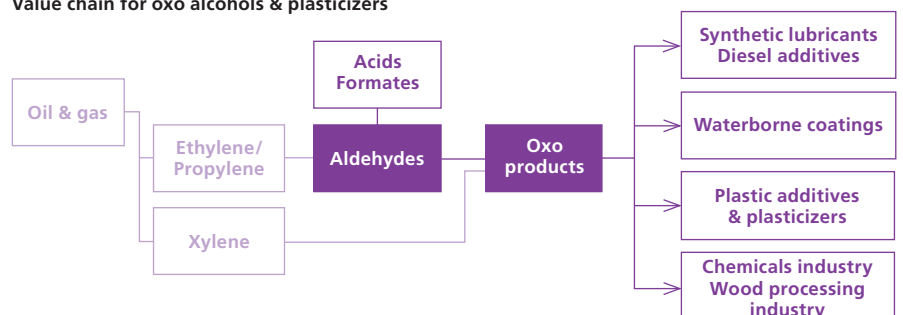 Value chain for oxo alcohols & plasticizers
Acids
Formates
Oil & gas
Ethylene/
Propylene
Aldehydes
Oxo
products
Xylene
Synthetic lubricants
Diesel additives
Waterborne coatings
Plastic additives
& plasticizers
Chemicals industry
Wood processing
industry